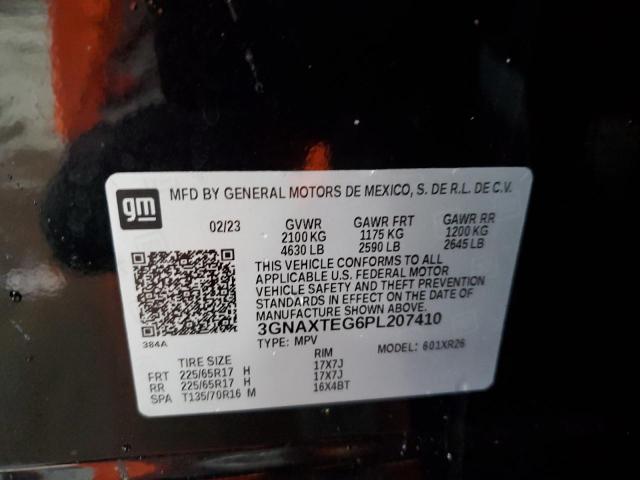 gm
MFD BY GENERAL MOTORS DE MEXICO, S. DE R.L. DE C.V.
02/23 GVWR GAWR FRT GAWR RR
2100 KG 1175 KG 1200 KG
4630 LB 2590 LB 2645 LB
THIS VEHICLE CONFORMS TO ALL
APPLICABLE U.S. FEDERAL MOTOR
VEHICLE SAFETY AND THEFT PREVENTION
STANDARDS IN EFFECT ON THE DATE OF
MANUFACTURE SHOWN ABOVE.
3GNAXTEG6PL207410
384A TYPE: MPV MODEL: 601XR26
TIRE SIZE RIM
FRT 225/65R17 H 17X7J
RR 225/65R17 H 17X7J
SPA T135/70R16 M 16X4BT